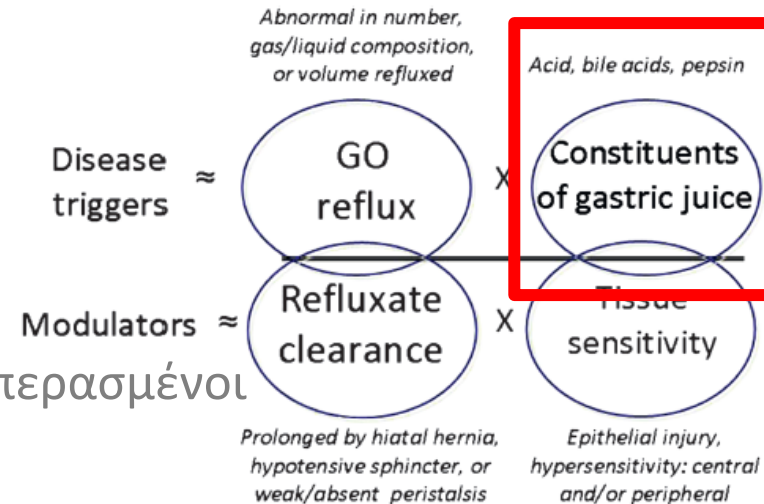 Abnormal in number,
gas/liquid composition,
or volume refluxed
Acid, bile acids, pepsin
Disease
triggers
≈
GO
reflux
X
Constituents
of gastric juice
Modulators ≈
Refluxate
clearance
X
Tissue
sensitivity
περασμένοι
Prolonged by hiatal hernia,
hypotensive sphincter, or
weak/absent peristalsis
Epithelial injury,
hypersensitivity: central
and/or peripheral